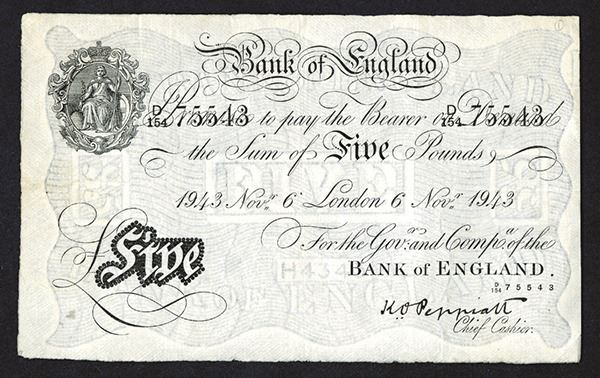 Bank of England
D/154 75543 Promise to pay the Bearer on Demand D/154 75543
the Sum of Five Pounds
1943 Novr. 6 London 6 Novr. 1943
For the Govr. and Compa. of the
BANK of ENGLAND.
D/154 75543
Five
K.O. Peppiatt
Chief Cashier.